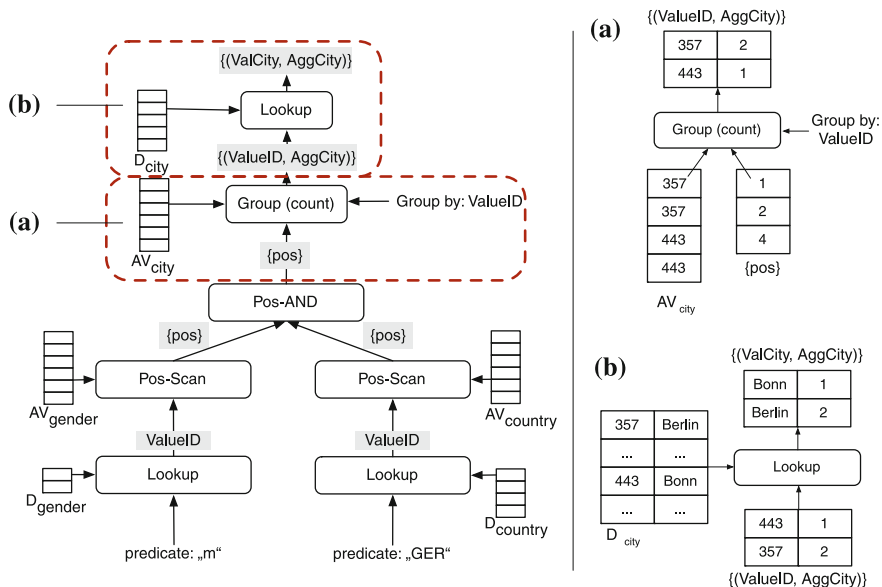 {(ValCity, AggCity)}
(b)
Lookup
D city
{(ValueID, AggCity)}
(a)
Group (count)
Group by: ValueID
AV city
{pos}
Pos-AND
{pos}
{pos}
Pos-Scan
Pos-Scan
AV gender
AV country
ValueID
ValueID
Lookup
Lookup
D gender
D country
predicate: „m“
predicate: „GER“
(a)
{(ValueID, AggCity)}
357 2
443 1
Group (count)
Group by:
ValueID
357
357
443
443
1
2
4
{pos}
AV city
(b)
{(ValCity, AggCity)}
Bonn 1
Berlin 2
357 Berlin
... ...
443 Bonn
... ...
D city
Lookup
443 1
357 2
{(ValueID, AggCity)}